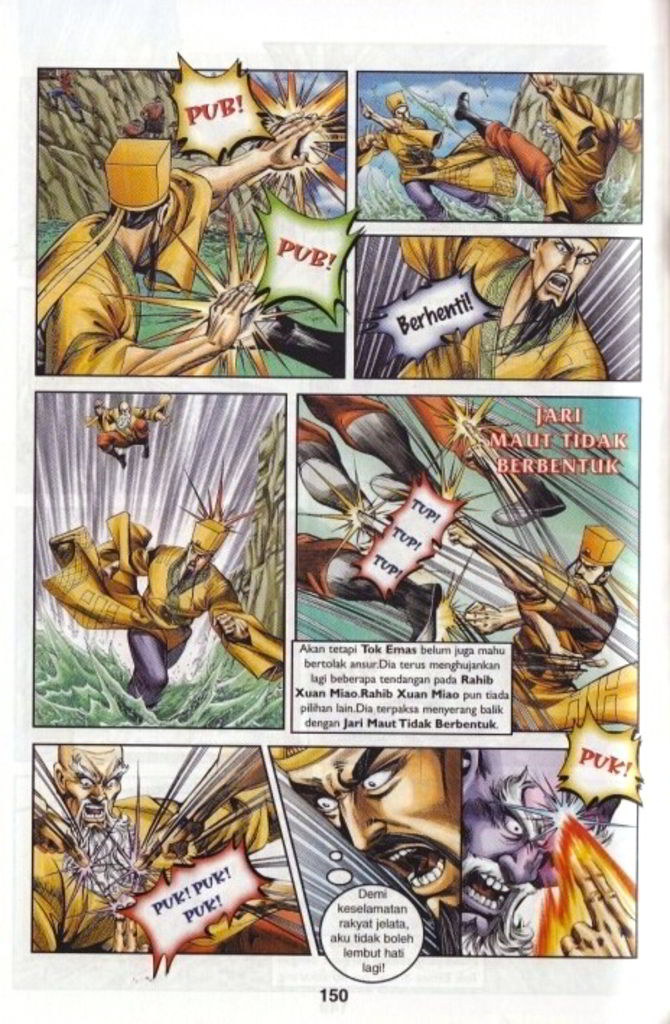 PUB!
PUB!
Berhenti!
JARI
MAUT TIDAK
BERBENTUK
TUP!
TUP!
TUP!
Akan tetapi Tok Emas belum juga mahu
bertolak ansur.Dia terus menghujankan
lagi beberapa tendangan pada Rahib
Xuan Miao.Rahib Xuan Miao pun tiada
pilihan lain.Dia terpaksa menyerang balik
dengan Jari Maut Tidak Berbentuk.
PUK! PUK!
PUK!
Demi
keselamatan
rakyat jelata,
aku tidak boleh
lembut hati
lagi!
PUK!
150